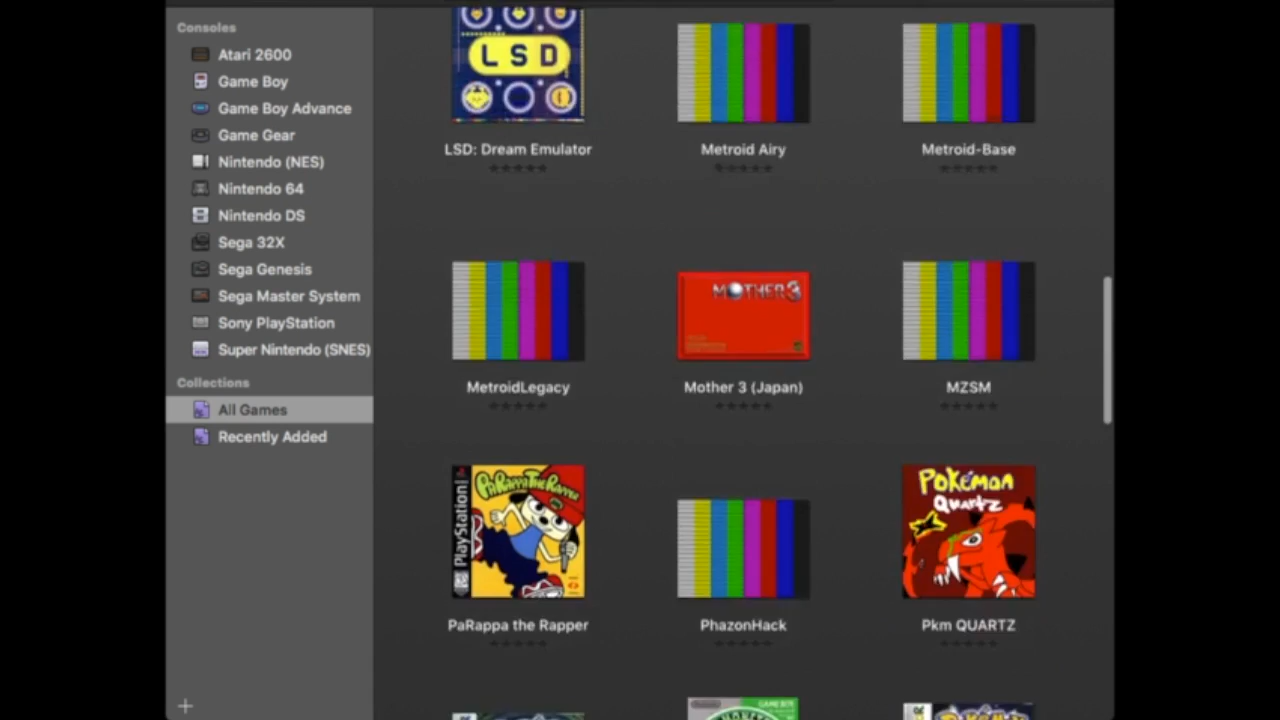 Consoles
Atari 2600
Game Boy
Game Boy Advance
Game Gear
Nintendo (NES)
Nintendo 64
Nintendo DS
Sega 32X
Sega Genesis
Sega Master System
Sony PlayStation
Super Nintendo (SNES)
Collections
All Games
Recently Added
LSD
LSD: Dream Emulator
Metroid Airy
Metroid-Base
MOTHER3
MetroidLegacy
Mother 3 (Japan)
MZSM
PlayStation
PaRappa The Rapper
POKéMON
QUARTZ
PaRappa the Rapper
PhazonHack
Pkm QUARTZ
GAME BOY